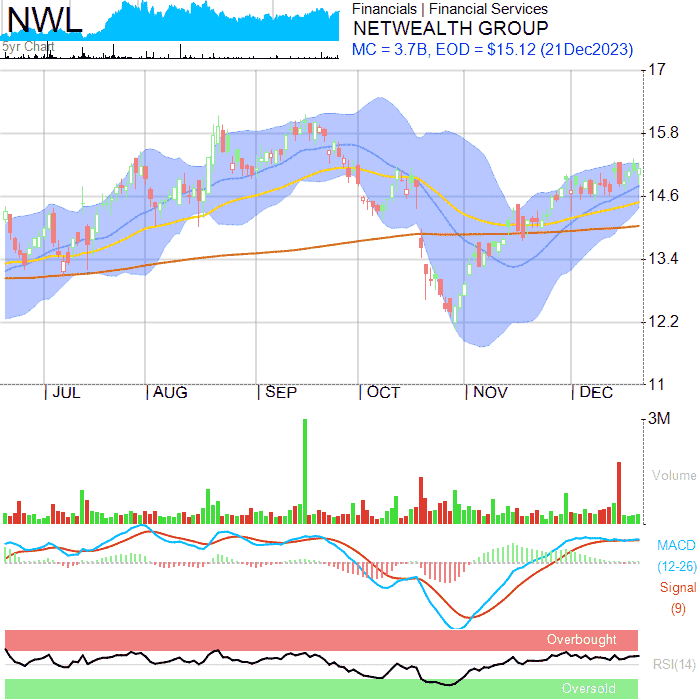 NWL
5yr Chart
Financials | Financial Services
NETWEALTH GROUP
MC = 3.7B, EOD = $15.12 (21Dec2023)
17
15.8
14.6
13.4
12.2
11
JUL AUG SEP OCT NOV DEC
3M
Volume
MACD
(12-26)
Signal
(9)
Overbought
RSI(14)
Oversold